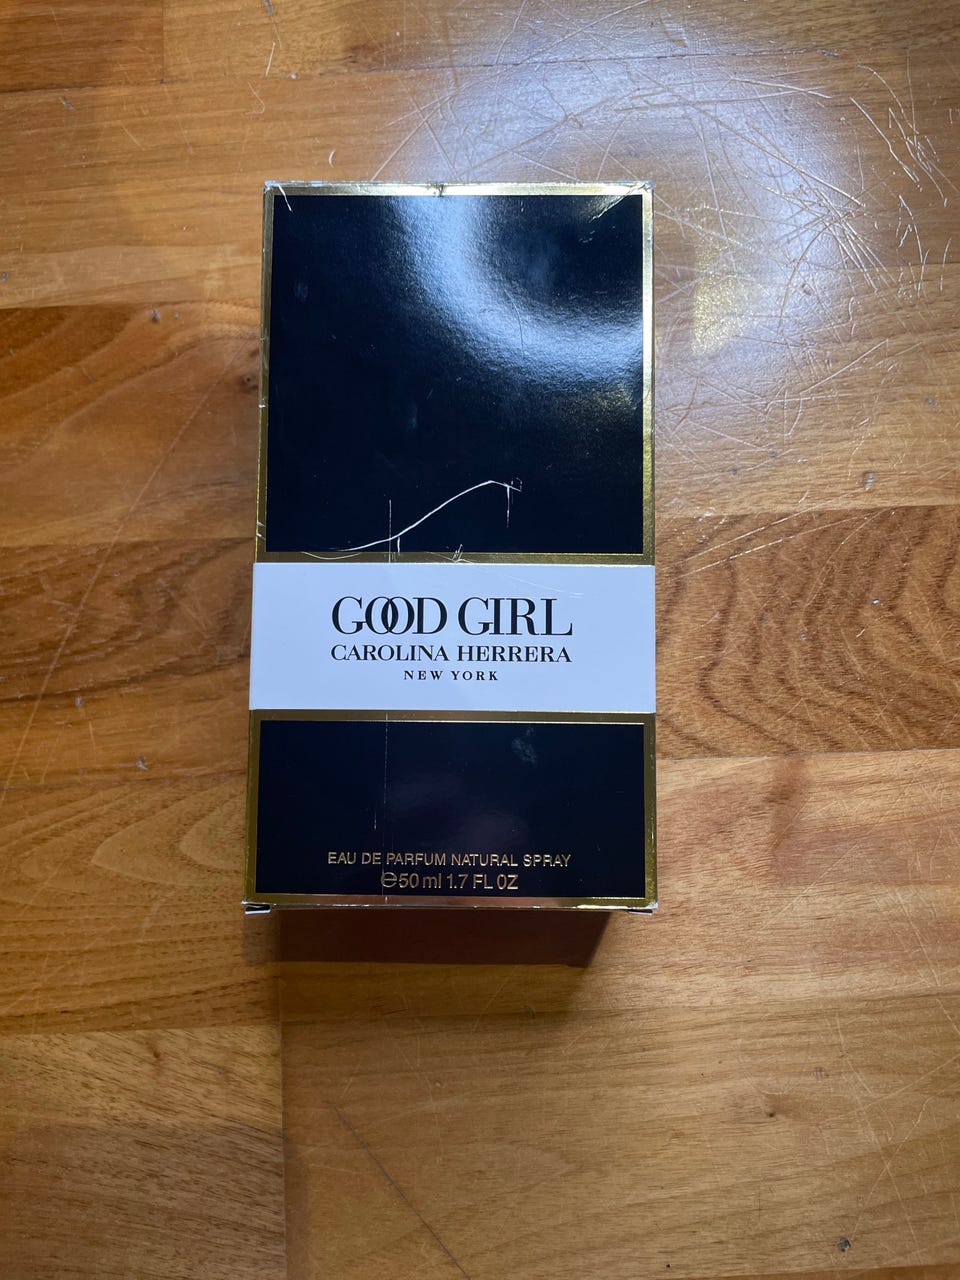 GOOD GIRL
CAROLINA HERRERA
NEW YORK
EAU DE PARFUM NATURAL SPRAY
℮50 ml 1.7 FL OZ